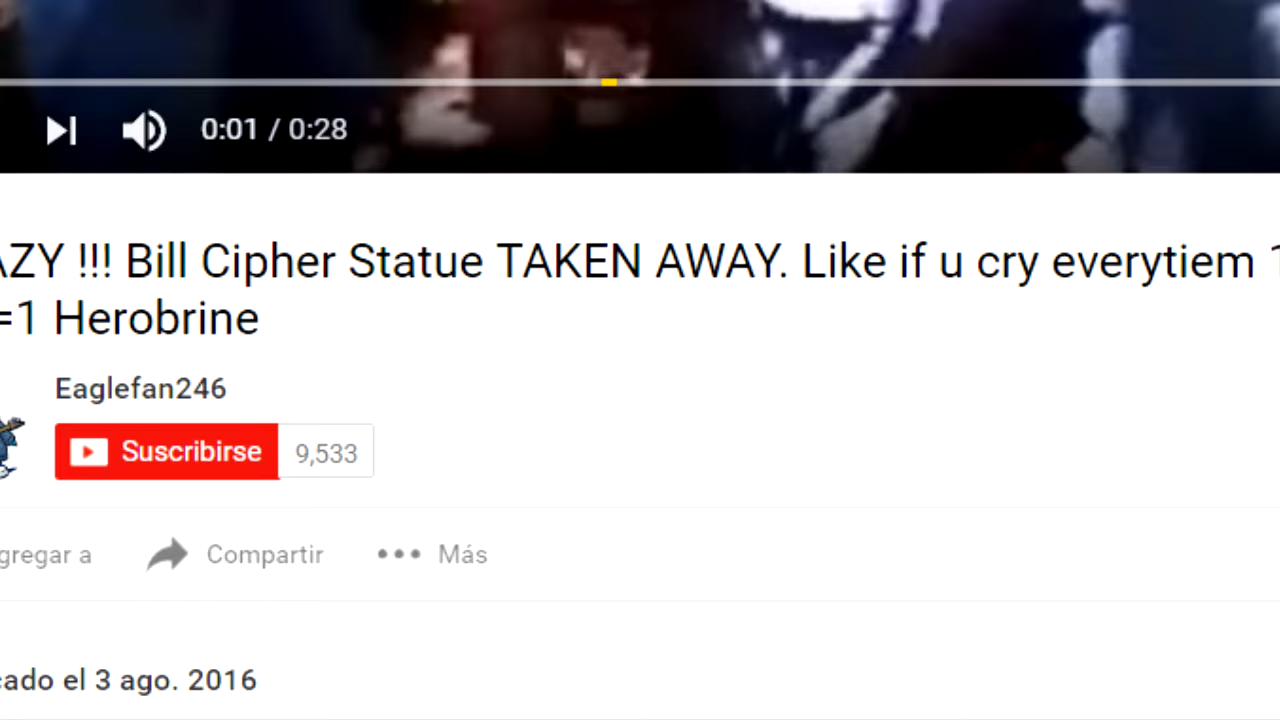 0:01 / 0:28
AZY !!! Bill Cipher Statue TAKEN AWAY. Like if u cry everytiem 1
=1 Herobrine
Eaglefan246
Suscribirse 9,533
gregar a Compartir ••• Más
cado el 3 ago. 2016